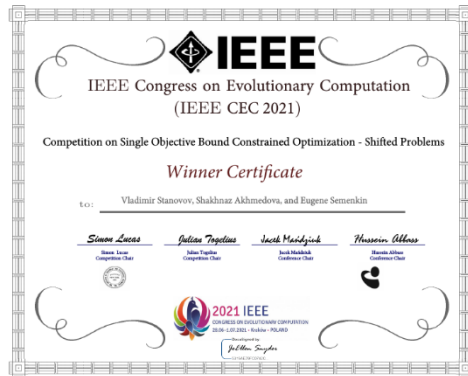 IEEE
IEEE Congress on Evolutionary Computation
(IEEE CEC 2021)
Competition on Single Objective Bound Constrained Optimization - Shifted Problems
Winner Certificate
to: Vladimir Stanovov, Shakhnaz Akhmedova, and Eugene Semenkin
Simon Lucas Julian Togelius Jacek Mańdziuk Hussein Abbass
Simon Lucas Julian Togelius Jacek Mańdziuk Hussein Abbass
Competition Chair Competition Chair Conference Chair Conference Chair
2021 IEEE
CONGRESS ON EVOLUTIONARY COMPUTATION
28.06-1.07.2021 - Kraków - POLAND
Developed by